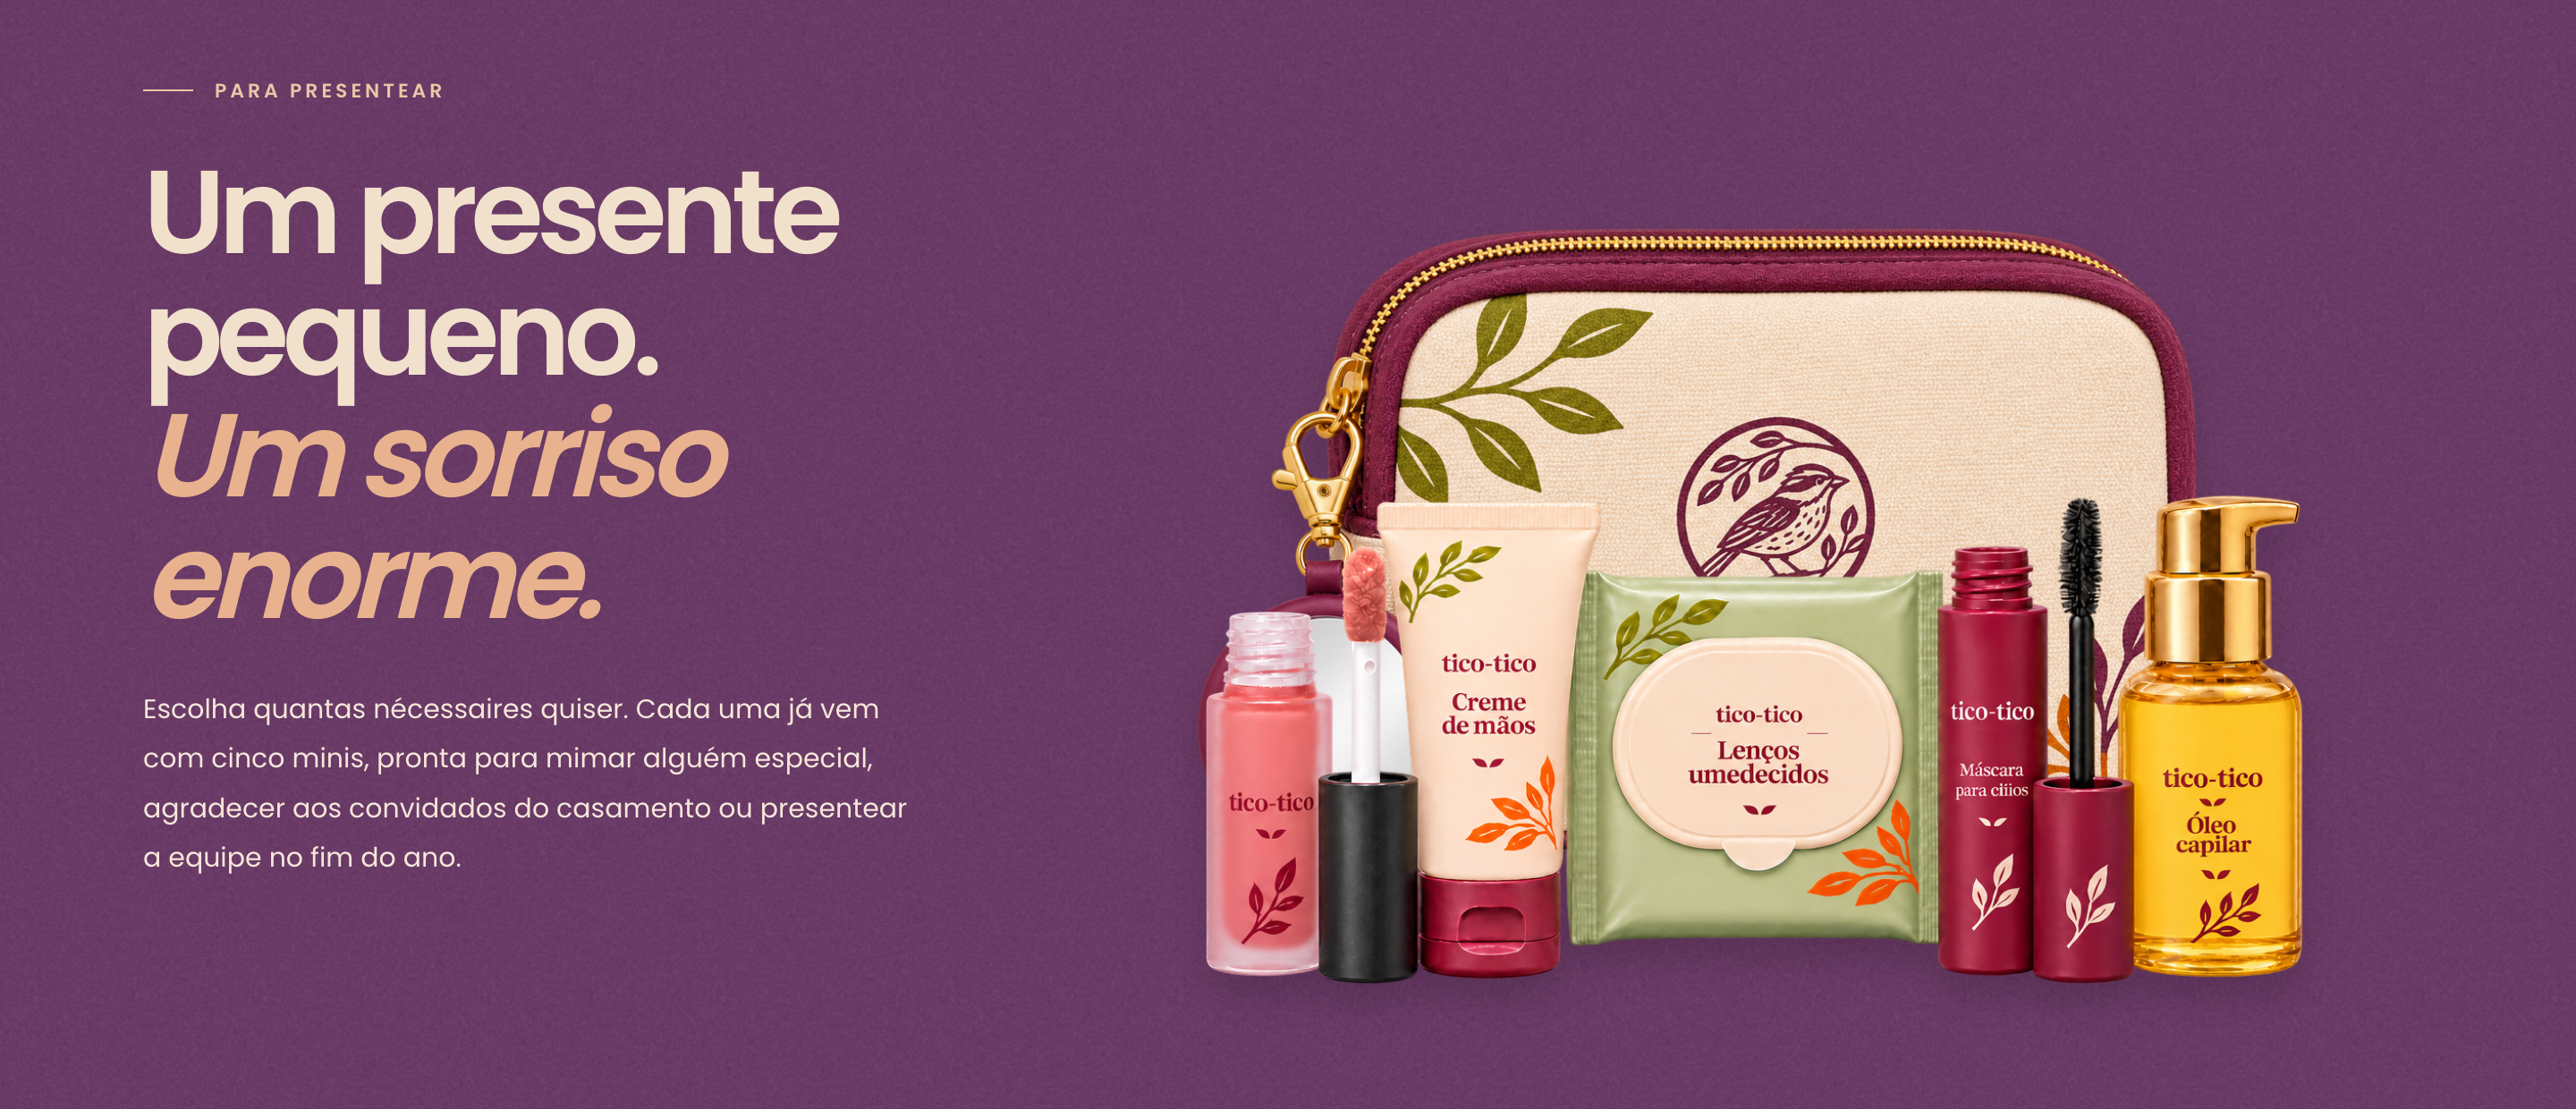 PARA PRESENTEAR
Um presente
pequeno.
Um sorriso
enorme.
Escolha quantas nécessaires quiser. Cada uma já vem
com cinco minis, pronta para mimar alguém especial,
agradecer aos convidados do casamento ou presentear
a equipe no fim do ano.
tico-tico
tico-tico
Creme
de mãos
tico-tico
Lenços
umedecidos
tico-tico
Máscara
para ciîios
tico-tico
Óleo
capilar